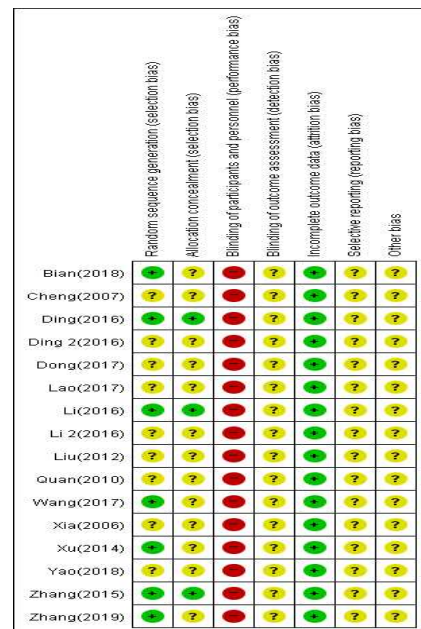 Random sequence generation (selection bias)
Allocation concealment (selection bias)
Blinding of participants and personnel (performance bias)
Blinding of outcome assessment (detection bias)
Incomplete outcome data (attrition bias)
Selective reporting (reporting bias)
Other bias
Bian(2018) + ? - ? + ? ?
Cheng(2007) ? ? - ? + ? ?
Ding(2016) + + - ? + ? ?
Ding 2(2016) ? ? - ? + ? ?
Dong(2017) ? ? - ? + ? ?
Lao(2017) ? ? - ? + ? ?
Li(2016) + + - ? + ? ?
Li 2(2016) ? ? - ? + ? ?
Liu(2012) ? ? - ? + ? ?
Quan(2010) ? ? - ? + ? ?
Wang(2017) + ? - ? + ? ?
Xia(2006) ? ? - ? + ? ?
Xu(2014) + ? - ? + ? ?
Yao(2018) ? ? - ? + ? ?
Zhang(2015) + + - ? + ? ?
Zhang(2019) + ? - ? + ? ?